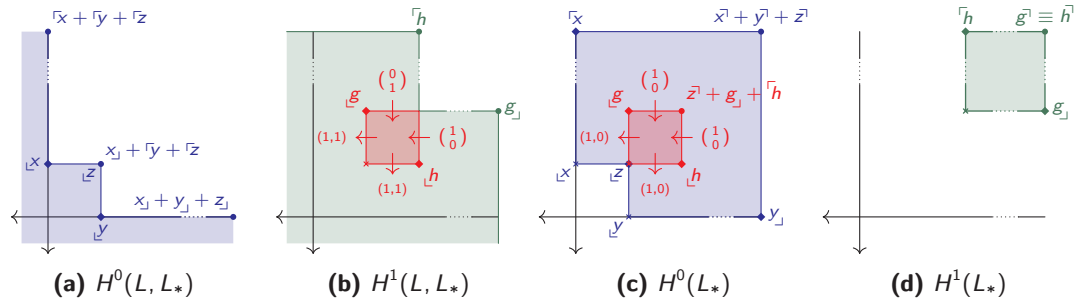 ⌜x + ⌜y + ⌜z
⌞x
x⌟ + ⌜y + ⌜z
⌞z
x⌟ + y⌟ + z⌟
⌞y
(a) H⁰(L, L∗)
⌜h
(0
1)
⌞g
g⌟
(1,1)
(1
0)
(1,1)
⌞h
(b) H¹(L, L∗)
⌜x
x⌝ + y⌝ + z⌝
(1
0)
⌞g
z⌝ + g⌟ + ⌜h
(1,0)
(1
0)
⌞x
⌞z
(1,0)
⌞h
⌞y
y⌟
(c) H⁰(L∗)
⌜h
g⌝ ≡ h⌝
g⌟
(d) H¹(L∗)